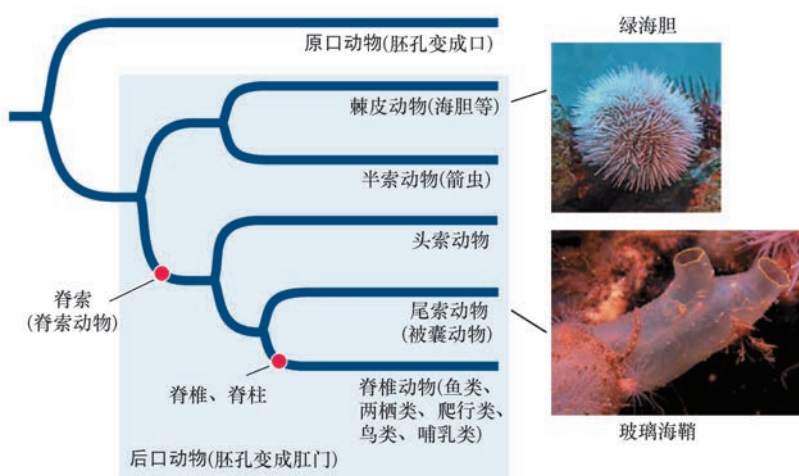 原口动物(胚孔变成口)
绿海胆
棘皮动物(海胆等)
半索动物(箭虫)
头索动物
脊索
(脊索动物)
尾索动物
(被囊动物)
脊椎、脊柱
脊椎动物(鱼类、
两栖类、爬行类、
鸟类、哺乳类)
玻璃海鞘
后口动物(胚孔变成肛门)